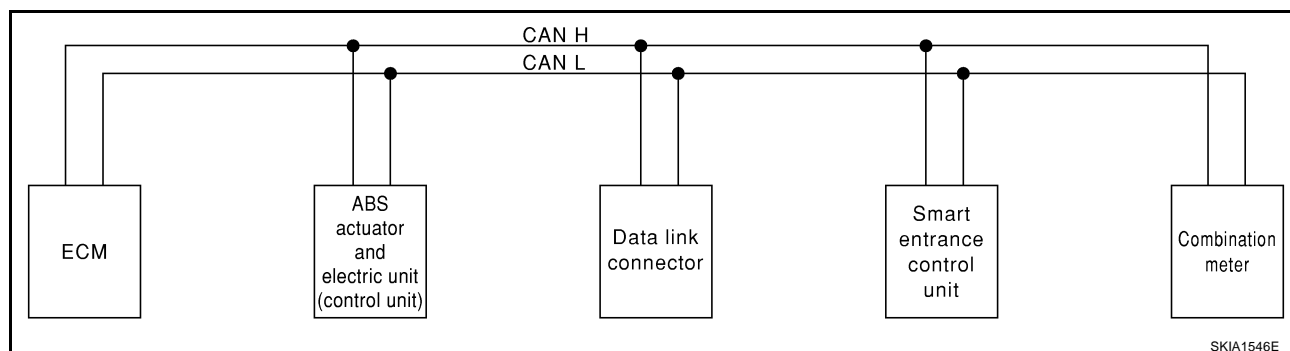 CAN H
CAN L
ECM
ABS
actuator
and
electric unit
(control unit)
Data link
connector
Smart
entrance
control
unit
Combination
meter
SKIA1546E